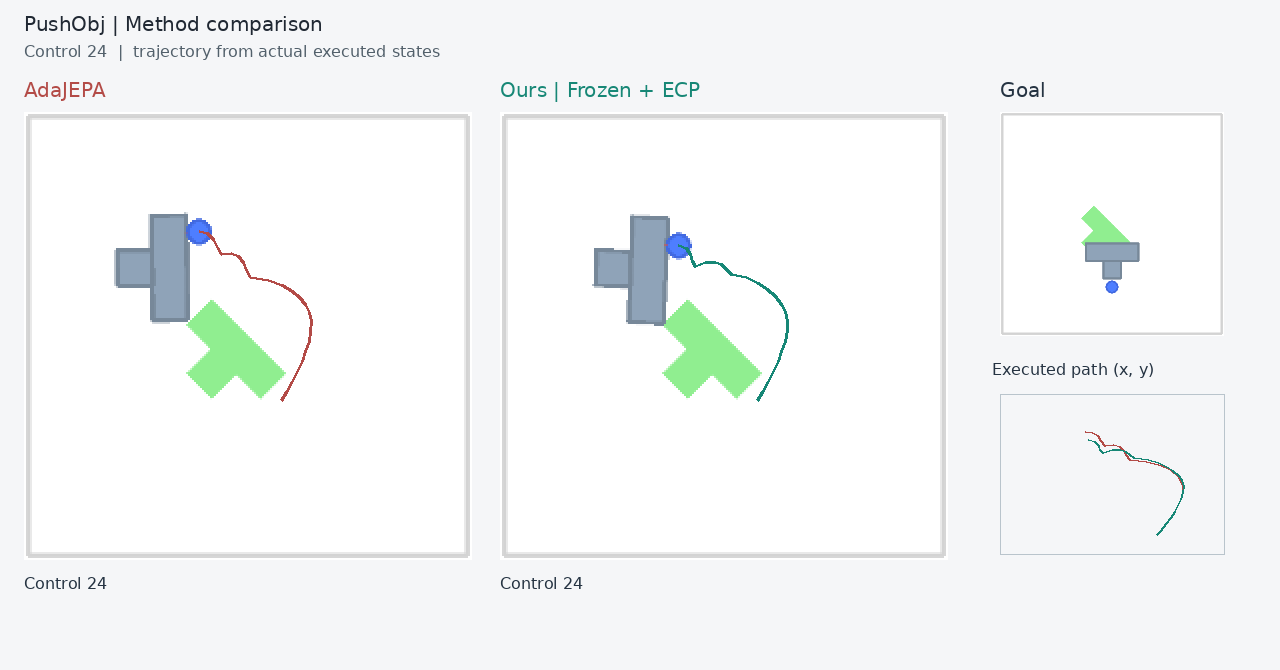 PushObj | Method comparison
Control 24 | trajectory from actual executed states
AdaJEPA
Ours | Frozen + ECP
Goal
Executed path (x, y)
Control 24
Control 24